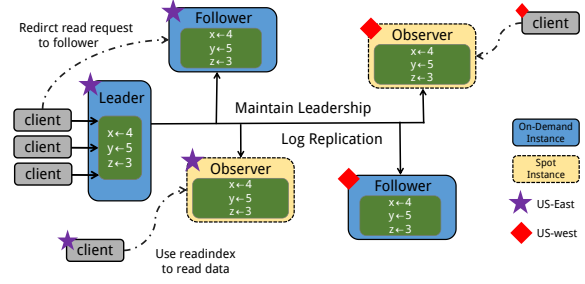 Redirct read request
to follower
Follower
x←4
y←5
z←3
Observer
x←4
y←5
z←3
client
Leader
x←4
y←5
z←3
client
client
client
Maintain Leadership
Log Replication
Observer
x←4
y←5
z←3
Follower
x←4
y←5
z←3
client
Use readindex
to read data
On-Demand
Instance
Spot
Instance
US-East
US-west